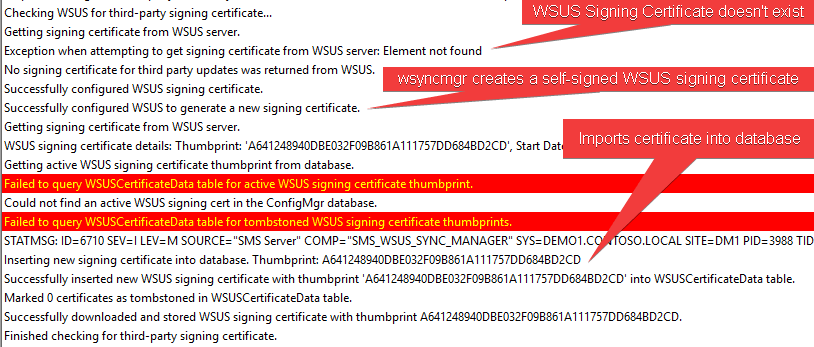 Checking WSUS for third-party signing certificate...
WSUS Signing Certificate doesn't exist
Getting signing certificate from WSUS server.
Exception when attempting to get signing certificate from WSUS server: Element not found
No signing certificate for third party updates was returned from WSUS.
wsyncmgr creates a self-signed WSUS signing certificate
Successfully configured WSUS signing certificate.
Successfully configured WSUS to generate a new signing certificate.
Getting signing certificate from WSUS server.
Imports certificate into database
WSUS signing certificate details: Thumbprint: 'A641248940DBE032F09B861A111757DD684BD2CD', Start Date
Getting active WSUS signing certificate thumbprint from database.
Failed to query WSUSCertificateData table for active WSUS signing certificate thumbprint.
Could not find an active WSUS signing cert in the ConfigMgr database.
Failed to query WSUSCertificateData table for tombstoned WSUS signing certificate thumbprints.
STATMSG: ID=6710 SEV=I LEV=M SOURCE="SMS Server" COMP="SMS_WSUS_SYNC_MANAGER" SYS=DEMO1.CONTOSO.LOCAL SITE=DM1 PID=3988 TID
Inserting new signing certificate into database. Thumbprint: A641248940DBE032F09B861A111757DD684BD2CD
Successfully inserted new WSUS signing certificate with thumbprint 'A641248940DBE032F09B861A111757DD684BD2CD' into WSUSCertificateData table.
Marked 0 certificates as tombstoned in WSUSCertificateData table.
Successfully downloaded and stored WSUS signing certificate with thumbprint A641248940DBE032F09B861A111757DD684BD2CD.
Finished checking for third-party signing certificate.